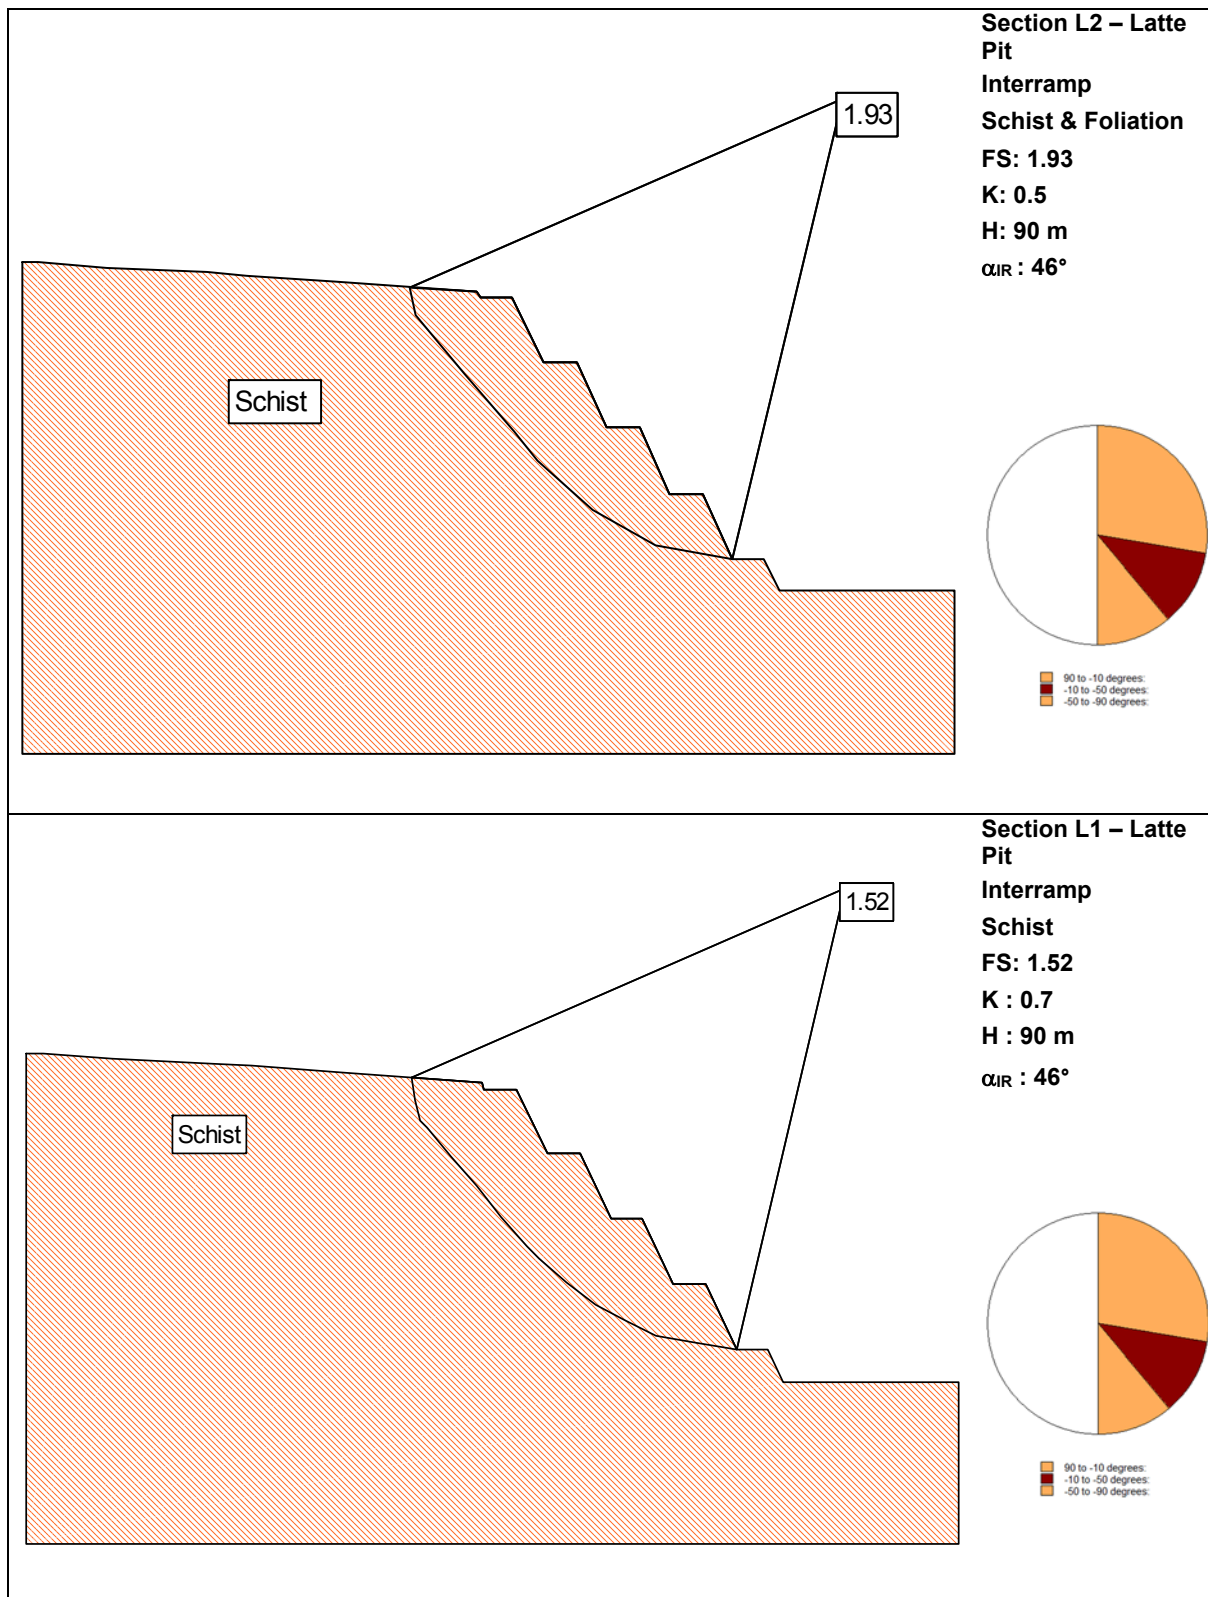 Section L2 – Latte
Pit
Interramp
Schist & Foliation
FS: 1.93
K: 0.5
H: 90 m
αIR : 46°
1.93
Schist
90 to -10 degrees:
-10 to -50 degrees:
-50 to -90 degrees:
Section L1 – Latte
Pit
Interramp
Schist
FS: 1.52
K : 0.7
H : 90 m
αIR : 46°
1.52
Schist
90 to -10 degrees:
-10 to -50 degrees:
-50 to -90 degrees: